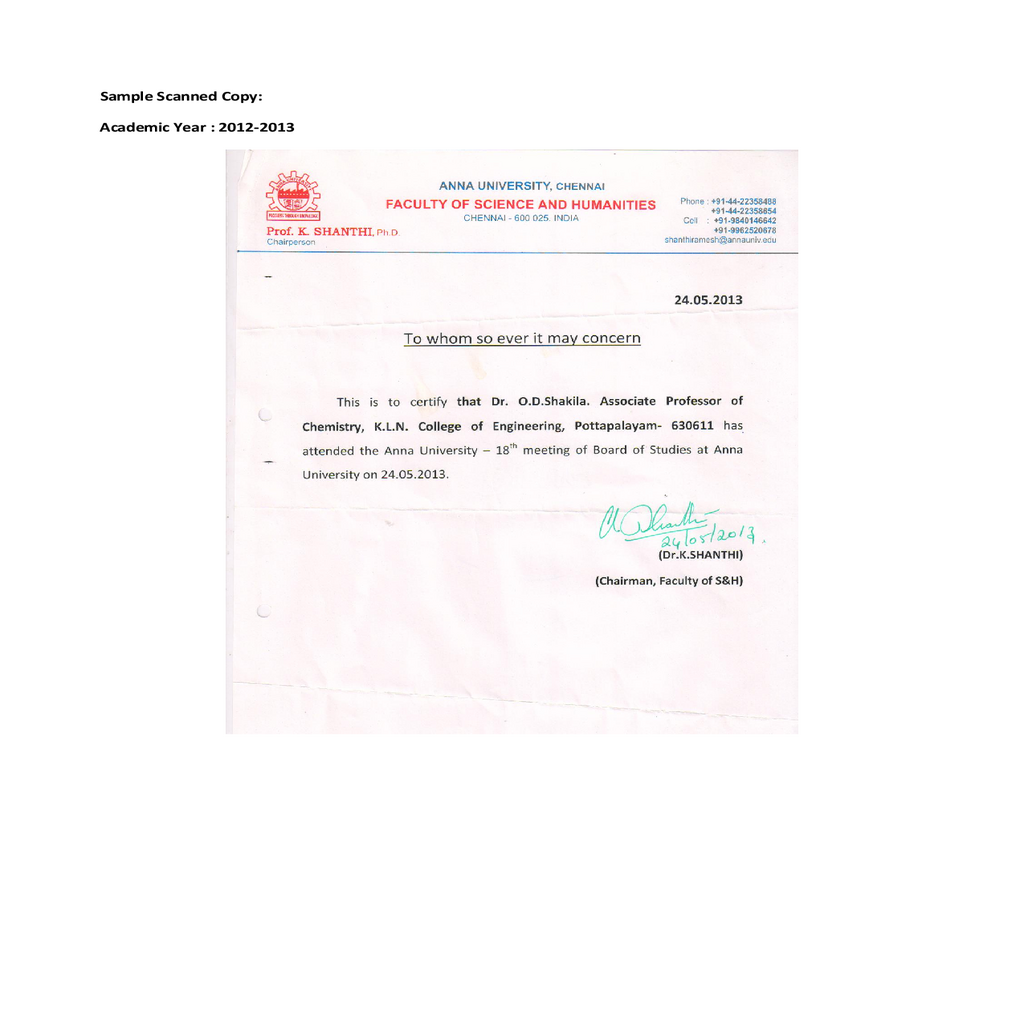 Sample Scanned Copy:
Academic Year : 2012-2013
ANNA UNIVERSITY, CHENNAI
FACULTY OF SCIENCE AND HUMANITIES
CHENNAI - 600 025. INDIA
PROGRESS THROUGH KNOWLEDGE
Prof. K. SHANTHI, Ph.D.
Chairperson
Phone : +91-44-22358488
+91-44-22358654
Cell : +91-9840146642
+91-9962520678
shanthiramesh@annauniv.edu
24.05.2013
To whom so ever it may concern
This is to certify that Dr. O.D.Shakila. Associate Professor of
Chemistry, K.L.N. College of Engineering, Pottapalayam- 630611 has
attended the Anna University – 18th meeting of Board of Studies at Anna
University on 24.05.2013.
24/05/2013.
(Dr.K.SHANTHI)
(Chairman, Faculty of S&H)